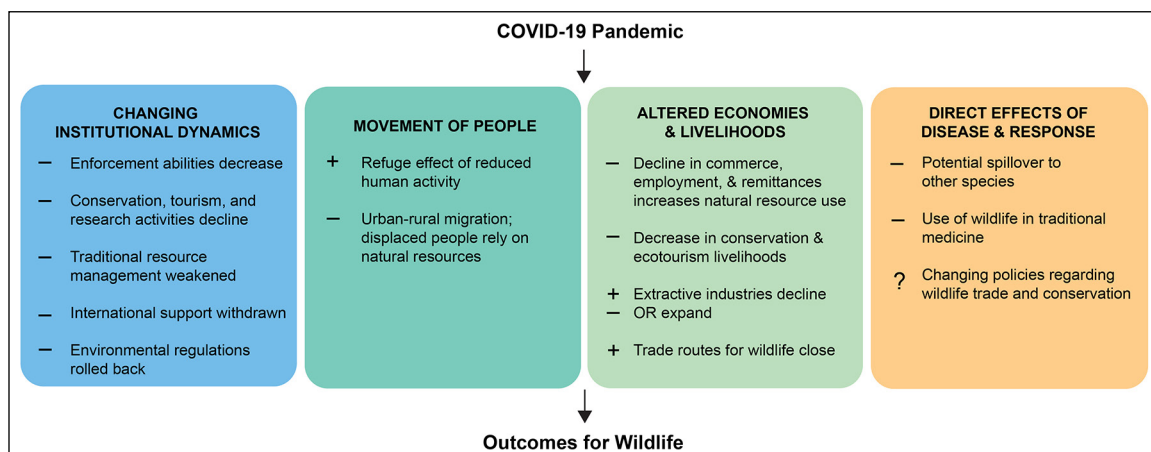 COVID-19 Pandemic
CHANGING
INSTITUTIONAL DYNAMICS
− Enforcement abilities decrease
− Conservation, tourism, and
research activities decline
− Traditional resource
management weakened
− International support withdrawn
− Environmental regulations
rolled back
MOVEMENT OF PEOPLE
+ Refuge effect of reduced
human activity
− Urban-rural migration;
displaced people rely on
natural resources
ALTERED ECONOMIES
& LIVELIHOODS
− Decline in commerce,
employment, & remittances
increases natural resource use
− Decrease in conservation &
ecotourism livelihoods
+ Extractive industries decline
− OR expand
+ Trade routes for wildlife close
DIRECT EFFECTS OF
DISEASE & RESPONSE
− Potential spillover to
other species
− Use of wildlife in traditional
medicine
? Changing policies regarding
wildlife trade and conservation
Outcomes for Wildlife